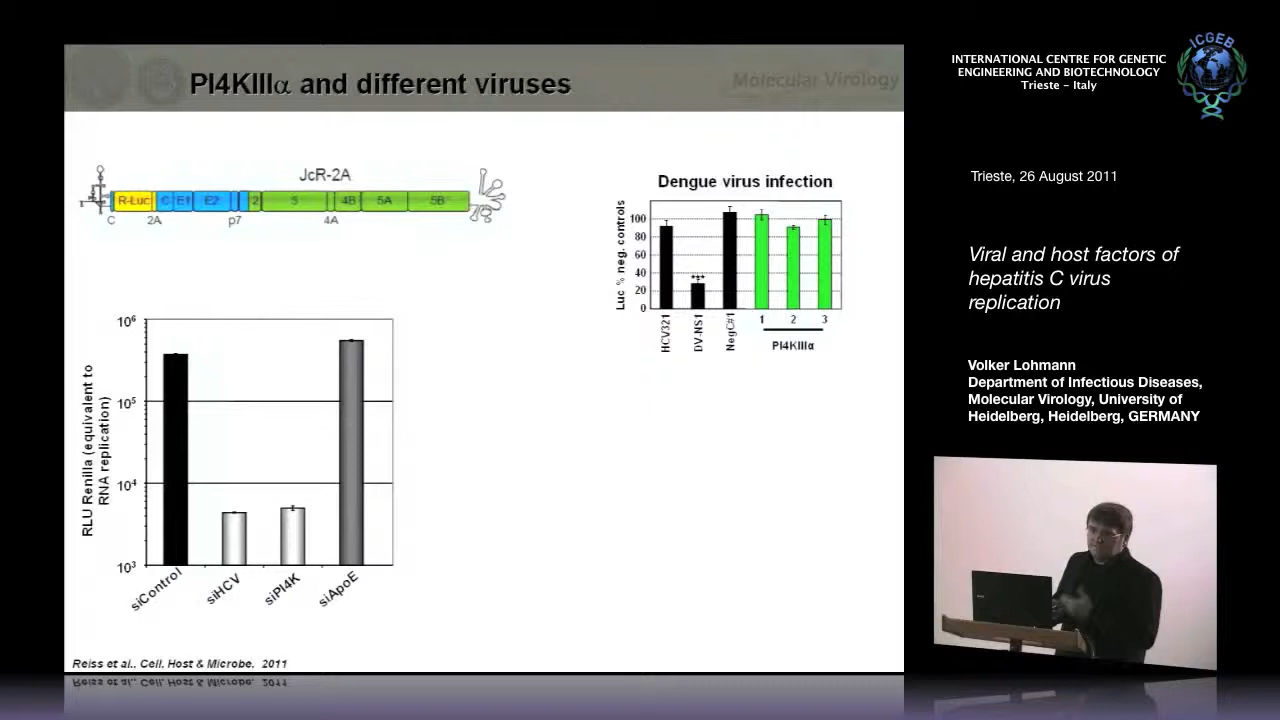 PI4KIIIα and different viruses
Molecular Virology
JcR-2A
R-Luc
C
E1
E2
2
3
4B
5A
5B
C
2A
p7
4A
Dengue virus infection
Luc % neg. controls
100
80
60
40
20
0
***
HCV321
DV-NS1
NegC#1
1
2
3
PI4KIIIα
RLU Renilla (equivalent to
RNA replication)
10⁶
10⁵
10⁴
10³
siControl
siHCV
siPI4K
siApoE
Reiss et al., Cell, Host & Microbe, 2011
INTERNATIONAL CENTRE FOR GENETIC
ENGINEERING AND BIOTECHNOLOGY
Trieste – Italy
ICGEB
Trieste, 26 August 2011
Viral and host factors of
hepatitis C virus
replication
Volker Lohmann
Department of Infectious Diseases,
Molecular Virology, University of
Heidelberg, Heidelberg, GERMANY